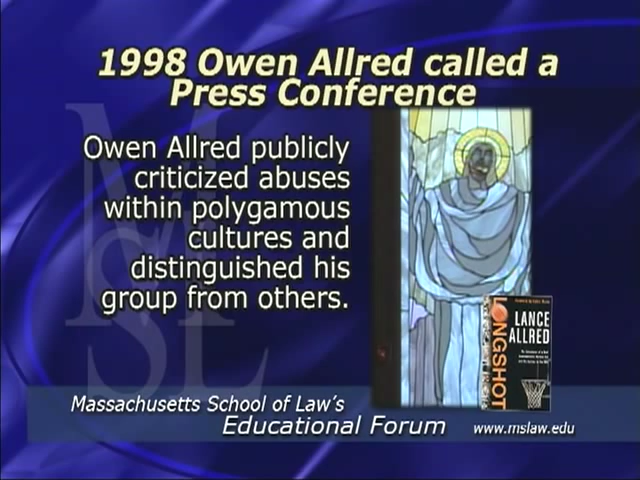 1998 Owen Allred called a
Press Conference
Owen Allred publicly
criticized abuses
within polygamous
cultures and
distinguished his
group from others.
MSL
LONGSHOT
LANCE
ALLRED
Massachusetts School of Law's
Educational Forum
www.mslaw.edu